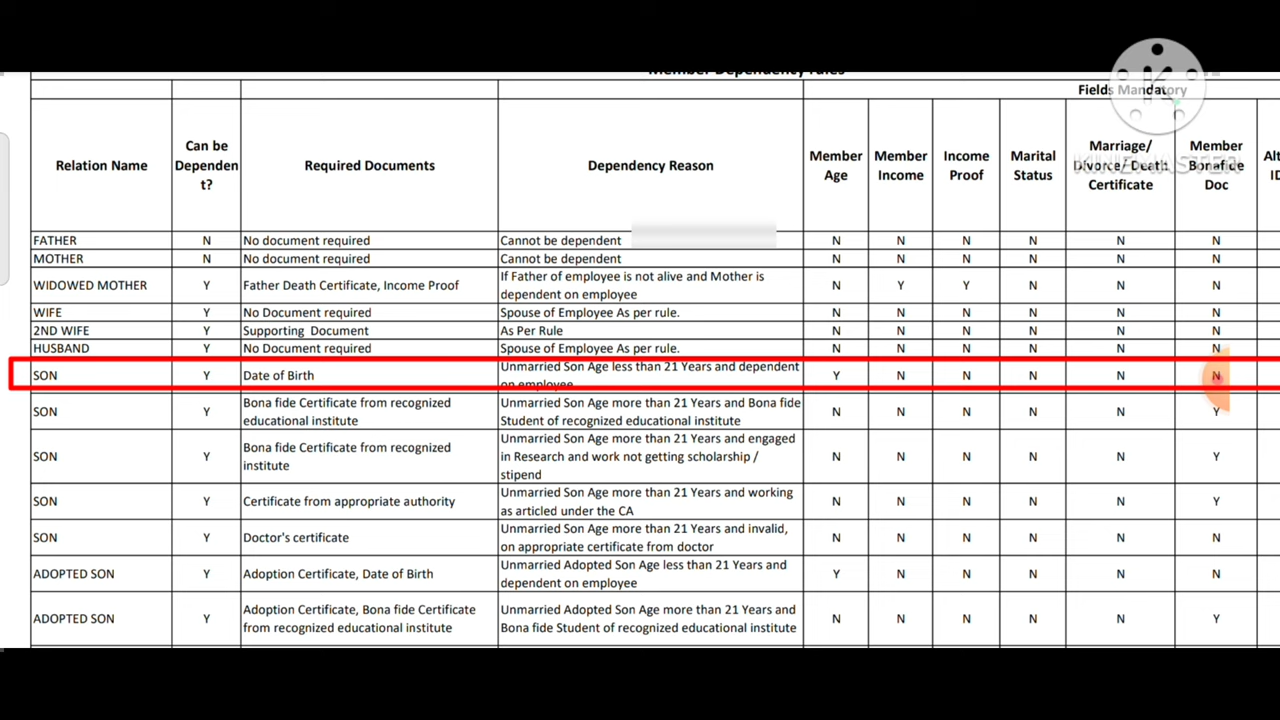 Member Dependency rules
Fields Mandatory
Relation Name
Can be
Dependen
t?
Required Documents
Dependency Reason
Member
Age
Member
Income
Income
Proof
Marital
Status
Marriage/
Divorce/ Death
Certificate
Member
Bonafide
Doc
KINEMASTER
FATHER N No document required Cannot be dependent N N N N N N
MOTHER N No document required Cannot be dependent N N N N N N
WIDOWED MOTHER Y Father Death Certificate, Income Proof If Father of employee is not alive and Mother is
dependent on employee N Y Y N N N
WIFE Y No Document required Spouse of Employee As per rule. N N N N N N
2ND WIFE Y Supporting Document As Per Rule N N N N N N
HUSBAND Y No Document required Spouse of Employee As per rule. N N N N N N
SON Y Date of Birth Unmarried Son Age less than 21 Years and dependent
on employee Y N N N N N
SON Y Bona fide Certificate from recognized
educational institute Unmarried Son Age more than 21 Years and Bona fide
Student of recognized educational institute N N N N N Y
SON Y Bona fide Certificate from recognized
institute Unmarried Son Age more than 21 Years and engaged
in Research and work not getting scholarship /
stipend N N N N N Y
SON Y Certificate from appropriate authority Unmarried Son Age more than 21 Years and working
as articled under the CA N N N N N Y
SON Y Doctor's certificate Unmarried Son Age more than 21 Years and invalid,
on appropriate certificate from doctor N N N N N N
ADOPTED SON Y Adoption Certificate, Date of Birth Unmarried Adopted Son Age less than 21 Years and
dependent on employee Y N N N N N
ADOPTED SON Y Adoption Certificate, Bona fide Certificate
from recognized educational institute Unmarried Adopted Son Age more than 21 Years and
Bona fide Student of recognized educational institute N N N N N Y